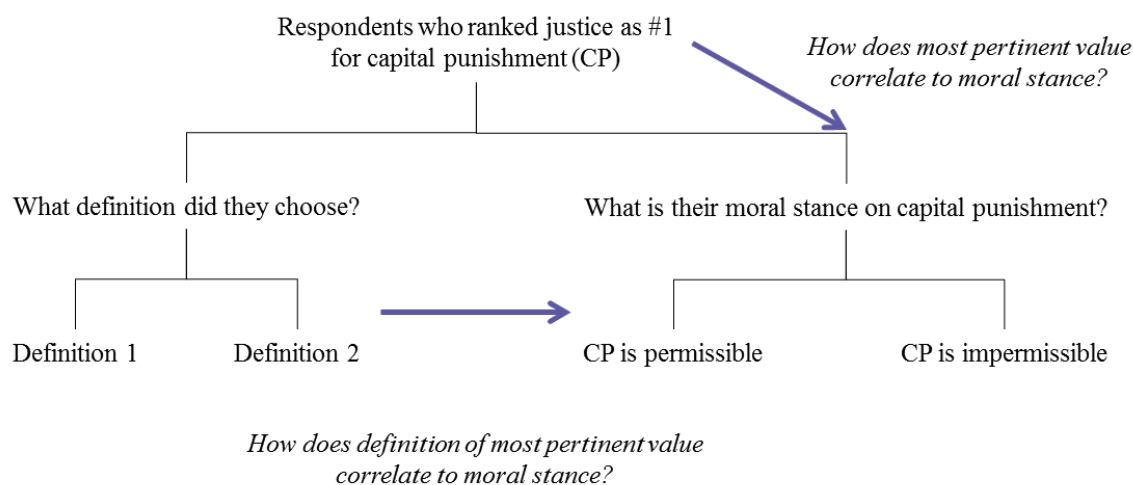 Respondents who ranked justice as #1
for capital punishment (CP)
How does most pertinent value
correlate to moral stance?
What definition did they choose?
What is their moral stance on capital punishment?
Definition 1
Definition 2
CP is permissible
CP is impermissible
How does definition of most pertinent value
correlate to moral stance?